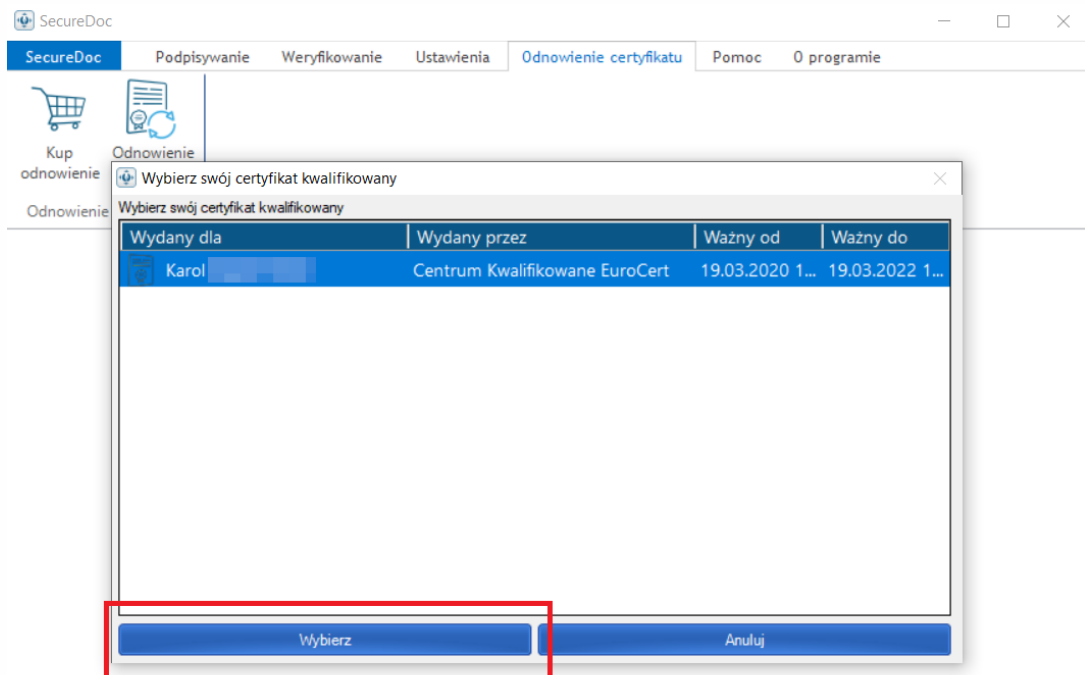 SecureDoc
SecureDoc Podpisywanie Weryfikowanie Ustawienia Odnowienie certyfikatu Pomoc O programie
Kup odnowienie
Odnowienie
Odnowienie
Wybierz swój certyfikat kwalifikowany
Wybierz swój certyfikat kwalifikowany
Wydany dla Wydany przez Ważny od Ważny do
Karol Centrum Kwalifikowane EuroCert 19.03.2020 1... 19.03.2022 1...
Wybierz Anuluj